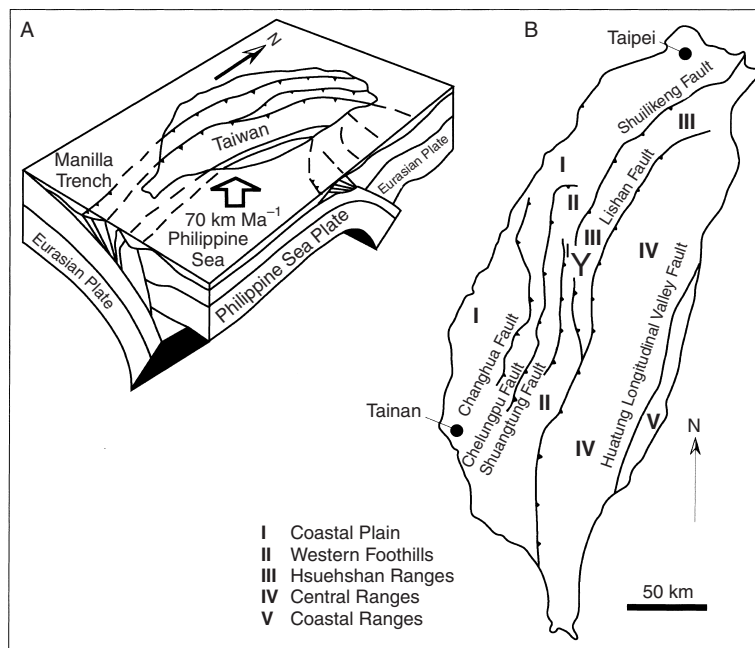 A
N
Taiwan
Manilla
Trench
70 km Ma⁻¹
Philippine
Sea
Eurasian Plate
Philippine Sea Plate
Eurasian Plate
B
Taipei
Shuilikeng Fault
III
I
II
Lishan Fault
III
Y
IV
I
Changhua Fault
Chelungpu Fault
Shuangtung Fault
II
Huatung Longitudinal Valley Fault
V
IV
Tainan
N
I Coastal Plain
II Western Foothills
III Hsuehshan Ranges
IV Central Ranges
V Coastal Ranges
50 km